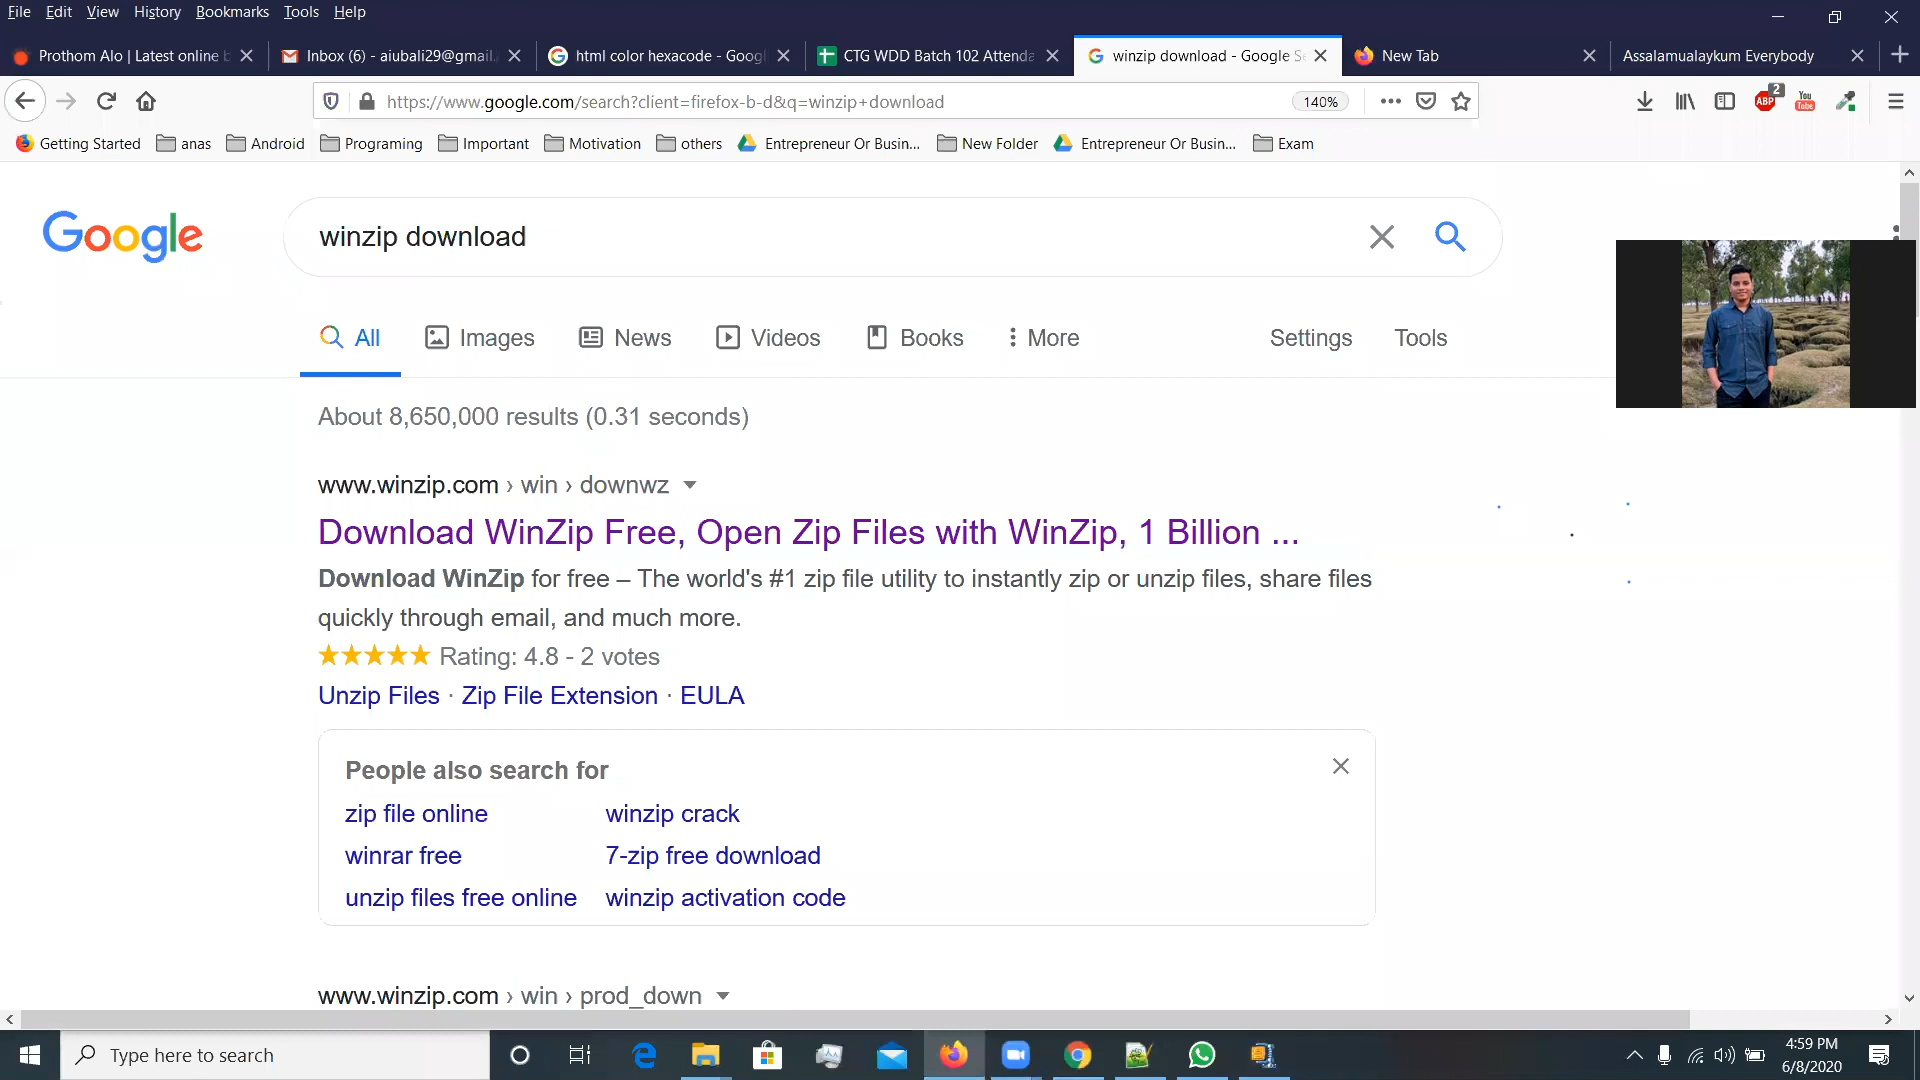 File Edit View History Bookmarks Tools Help
Prothom Alo | Latest online b
Inbox (6) - aiubali29@gmail.
html color hexacode - Goog
CTG WDD Batch 102 Attenda
winzip download - Google Se
New Tab
Assalamualaykum Everybody
https://www.google.com/search?client=firefox-b-d&q=winzip+download 140%
ABP 2
You Tube
Getting Started anas Android Programing Important Motivation others Entrepreneur Or Busin... New Folder Entrepreneur Or Busin... Exam
Google
winzip download
All Images News Videos Books More Settings Tools
About 8,650,000 results (0.31 seconds)
www.winzip.com › win › downwz
Download WinZip Free, Open Zip Files with WinZip, 1 Billion ...
Download WinZip for free – The world's #1 zip file utility to instantly zip or unzip files, share files
quickly through email, and much more.
Rating: 4.8 - 2 votes
Unzip Files · Zip File Extension · EULA
People also search for
zip file online winzip crack
winrar free 7-zip free download
unzip files free online winzip activation code
www.winzip.com › win › prod_down
Type here to search
4:59 PM
6/8/2020